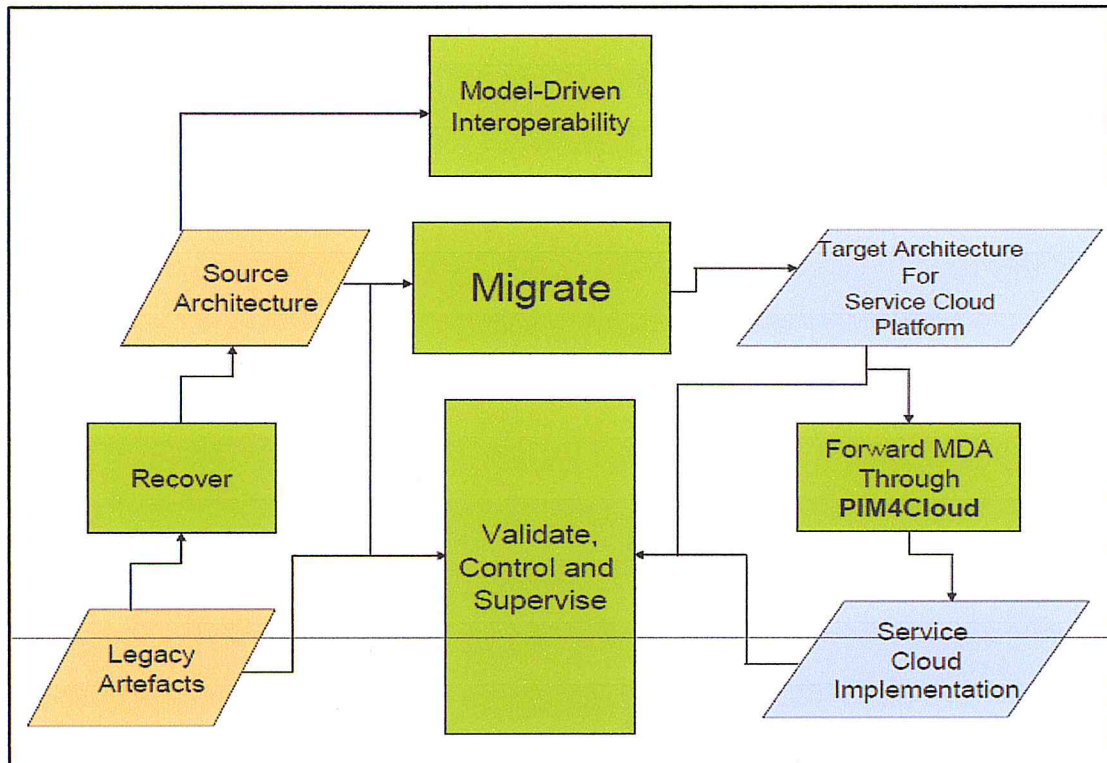 Model-Driven
Interoperability
Source
Architecture
Migrate
Target Architecture
For
Service Cloud
Platform
Recover
Validate,
Control and
Supervise
Forward MDA
Through
PIM4Cloud
Legacy
Artefacts
Service
Cloud
Implementation